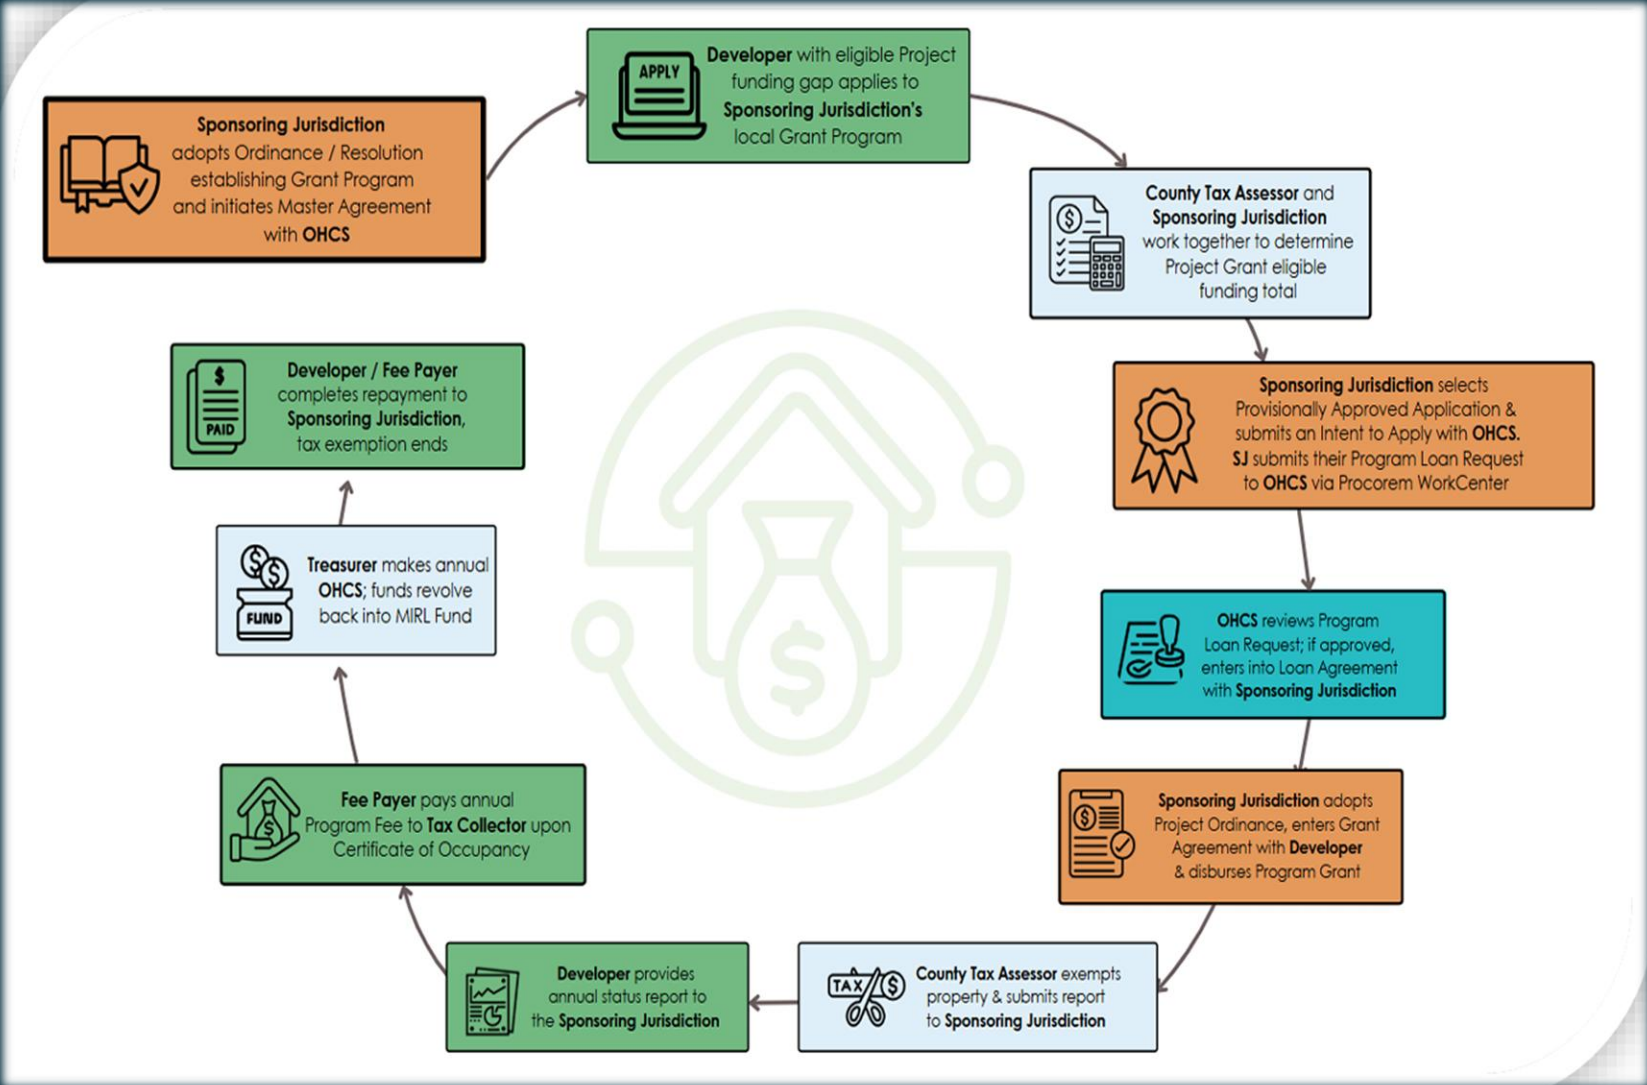 Sponsoring Jurisdiction
adopts Ordinance / Resolution
establishing Grant Program
and initiates Master Agreement
with OHCS
APPLY
Developer with eligible Project
funding gap applies to
Sponsoring Jurisdiction's
local Grant Program
County Tax Assessor and
Sponsoring Jurisdiction
work together to determine
Project Grant eligible
funding total
Sponsoring Jurisdiction selects
Provisionally Approved Application &
submits an Intent to Apply with OHCS.
SJ submits their Program Loan Request
to OHCS via Procorem WorkCenter
OHCS reviews Program
Loan Request; if approved,
enters into Loan Agreement
with Sponsoring Jurisdiction
Sponsoring Jurisdiction adopts
Project Ordinance, enters Grant
Agreement with Developer
& disburses Program Grant
TAX $
County Tax Assessor exempts
property & submits report
to Sponsoring Jurisdiction
Developer provides
annual status report to
the Sponsoring Jurisdiction
$
Fee Payer pays annual
Program Fee to Tax Collector upon
Certificate of Occupancy
$ $
FUND
Treasurer makes annual
OHCS; funds revolve
back into MIRL Fund
$
PAID
Developer / Fee Payer
completes repayment to
Sponsoring Jurisdiction,
tax exemption ends
$